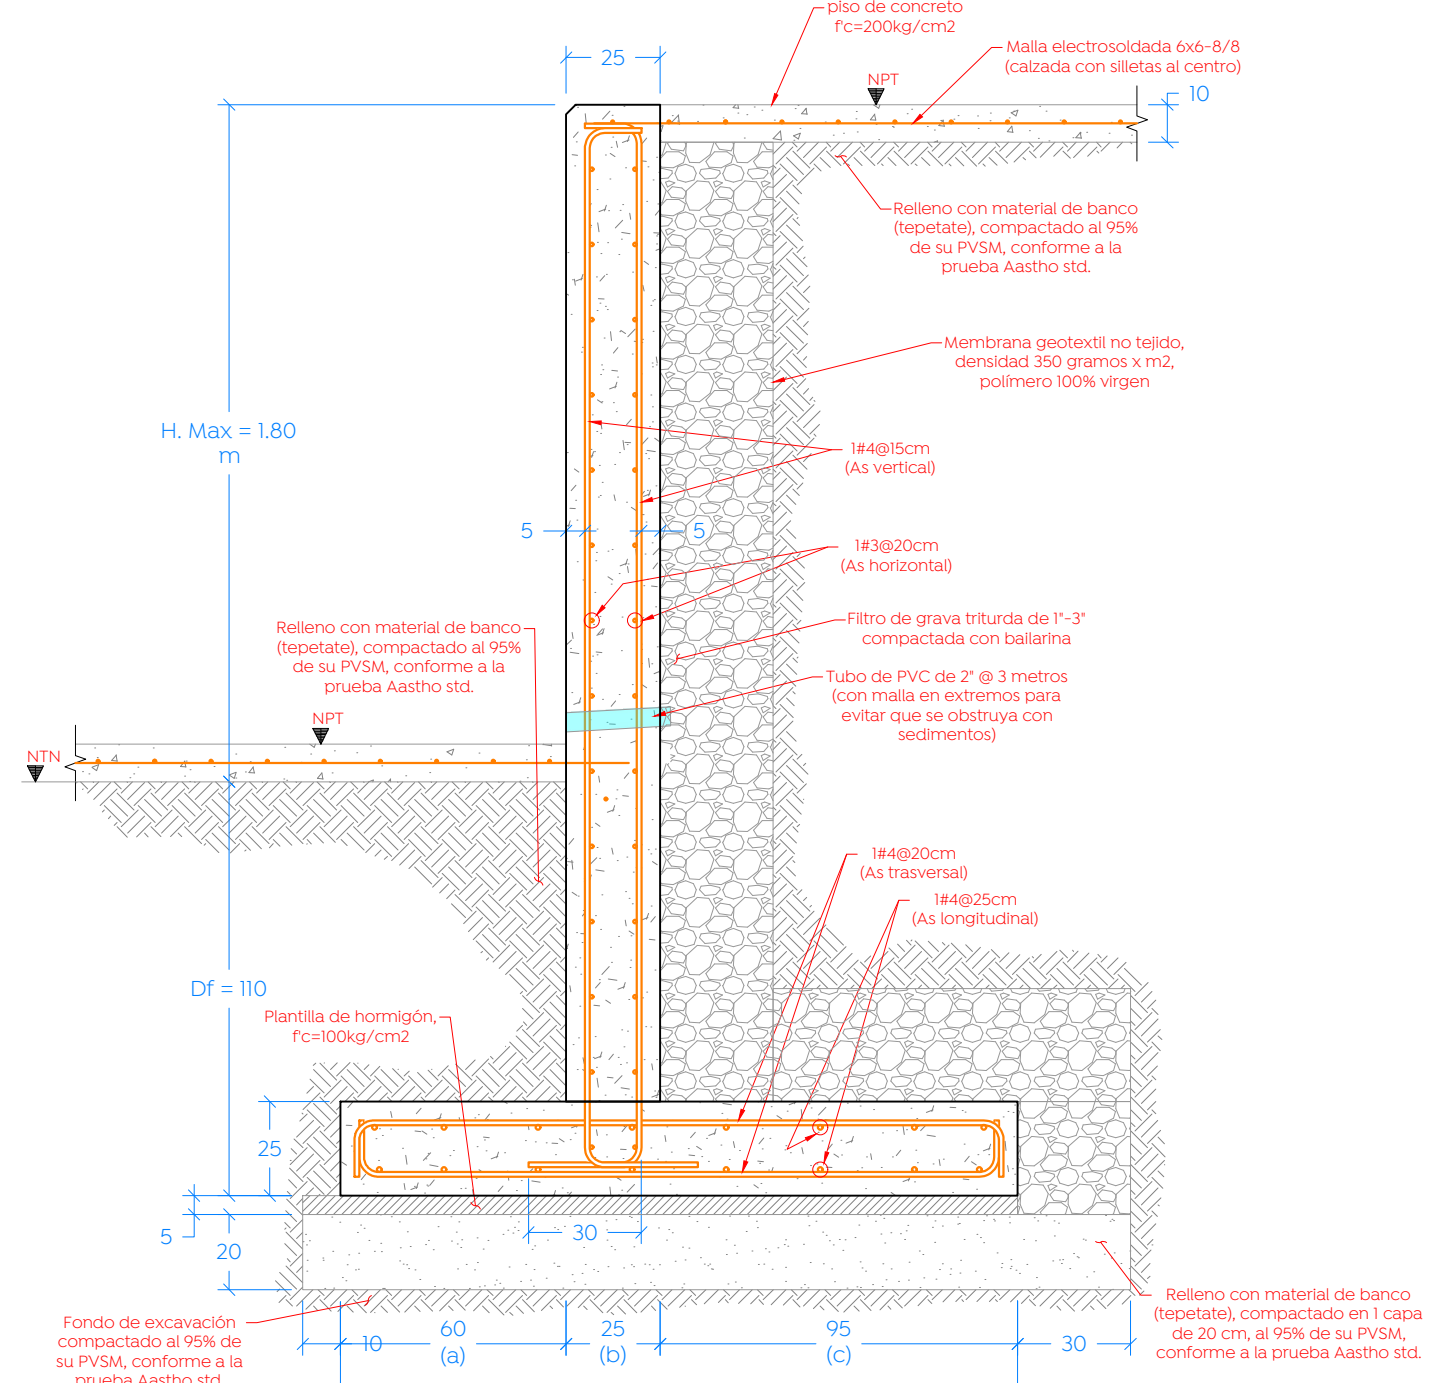 piso de concreto
f'c=200kg/cm2
25
Malla electrosoldada 6x6-8/8
(calzada con silletas al centro)
NPT
10
Relleno con material de banco
(tepetate), compactado al 95%
de su PVSM, conforme a la
prueba Aastho std.
Membrana geotextil no tejido,
densidad 350 gramos x m2,
polímero 100% virgen
H. Max = 1.80
m
1#4@15cm
(As vertical)
5
5
1#3@20cm
(As horizontal)
Filtro de grava triturda de 1"-3"
compactada con bailarina
Relleno con material de banco
(tepetate), compactado al 95%
de su PVSM, conforme a la
prueba Aastho std.
Tubo de PVC de 2" @ 3 metros
(con malla en extremos para
evitar que se obstruya con
sedimentos)
NPT
NTN
1#4@20cm
(As trasversal)
1#4@25cm
(As longitudinal)
Df = 110
Plantilla de hormigón,
f'c=100kg/cm2
25
5
20
30
Relleno con material de banco
(tepetate), compactado en 1 capa
de 20 cm, al 95% de su PVSM,
conforme a la prueba Aastho std.
Fondo de excavación
compactado al 95% de
su PVSM, conforme a la
prueba Aastho std.
10
60
(a)
25
(b)
95
(c)
30